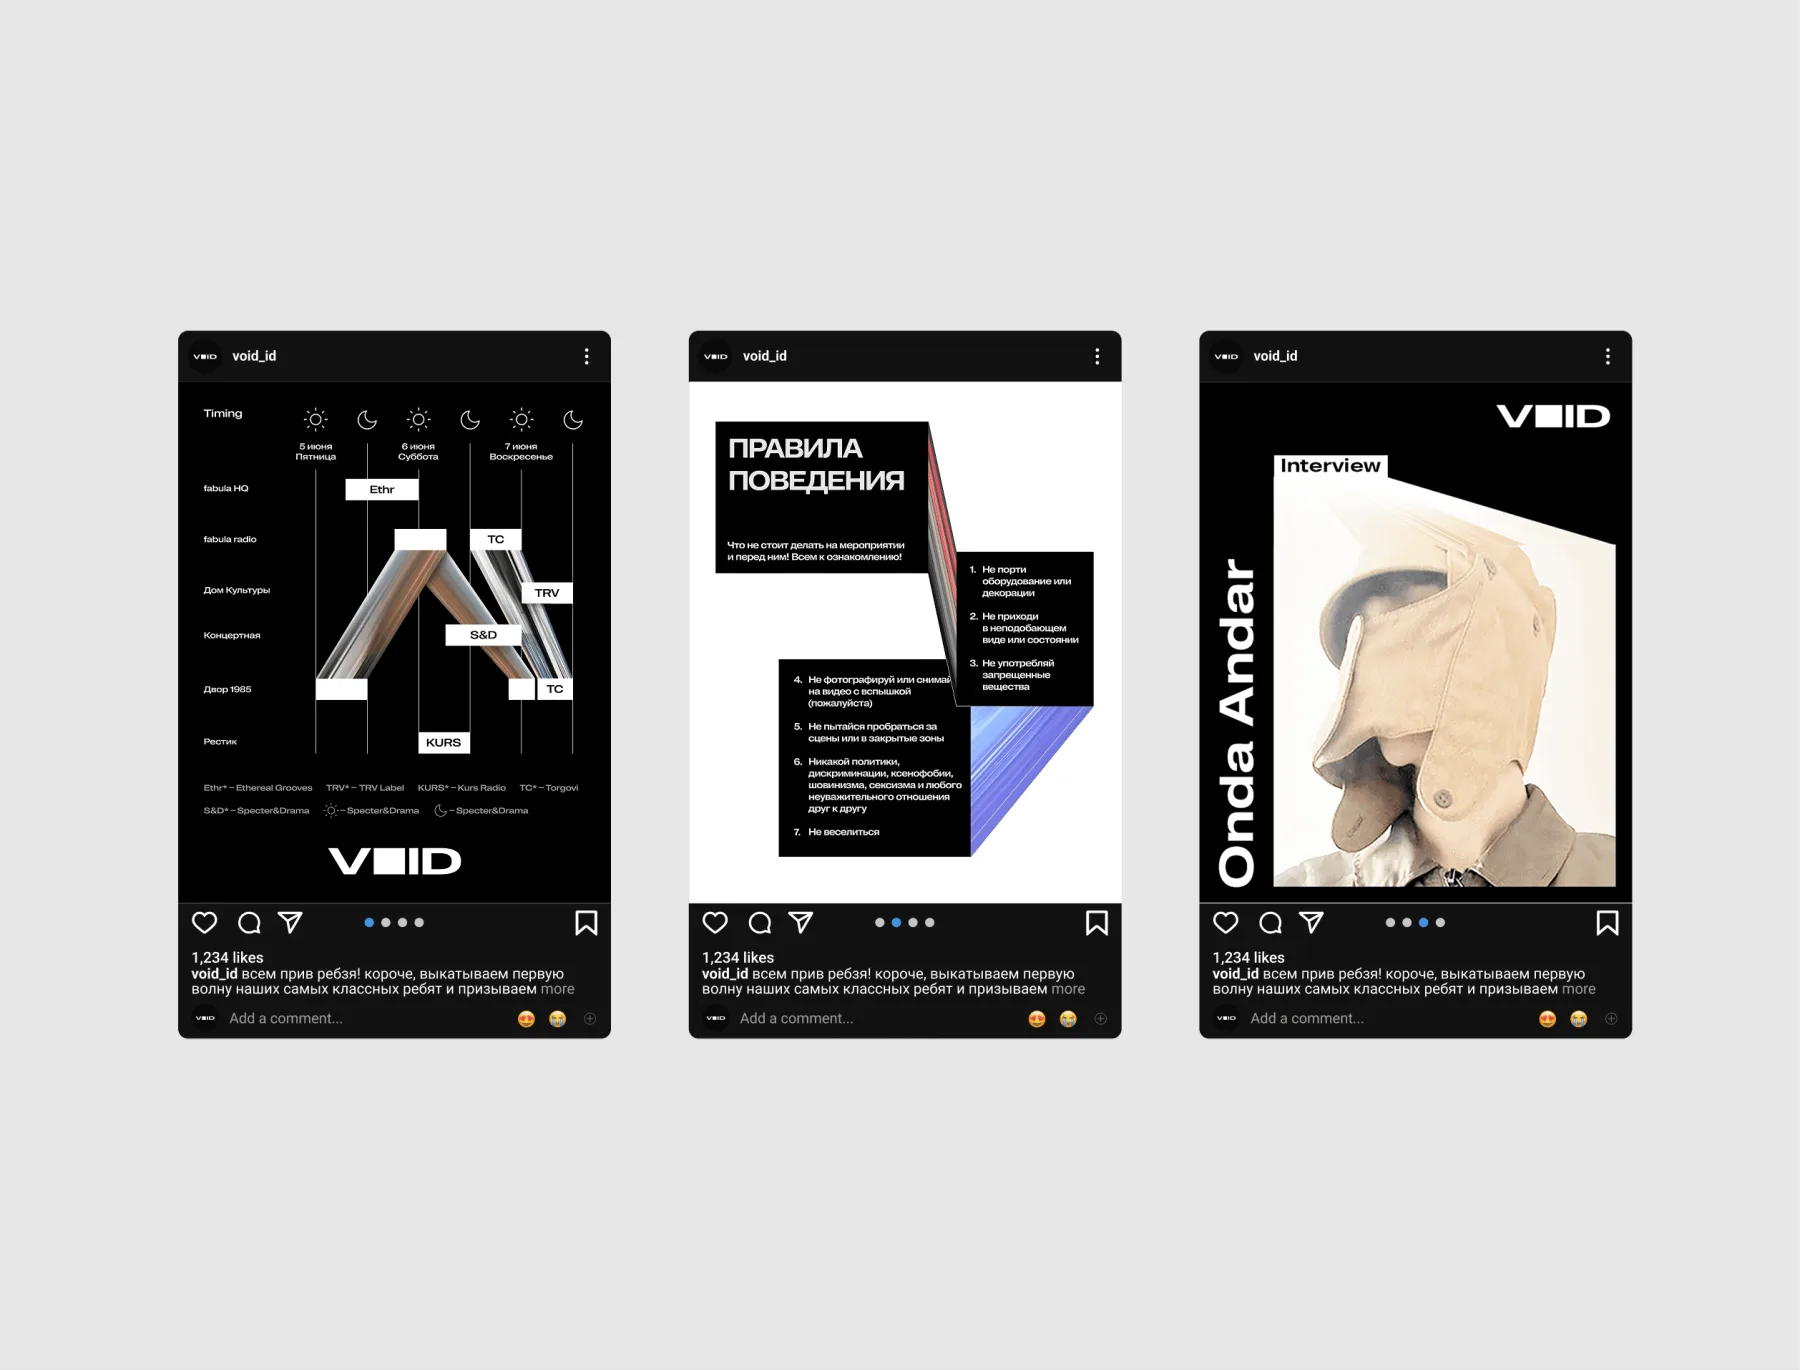 VOID
void_id
Timing
5 июня
Пятница
6 июня
Суббота
7 июня
Воскресенье
fabula HQ
Ethr
fabula radio
TC
Дом Культуры
TRV
Концертная
S&D
Двор 1985
TC
Рестик
KURS
Ethr* – Ethereal Grooves TRV* – TRV Label KURS* – Kurs Radio TC* – Torgovi
S&D* – Specter&Drama – Specter&Drama – Specter&Drama
VOID
1,234 likes
void_id всем прив ребзя! короче, выкатываем первую
волну наших самых классных ребят и призываем more
VOID
Add a comment...
VOID
void_id
ПРАВИЛА
ПОВЕДЕНИЯ
Что не стоит делать на мероприятии
и перед ним! Всем к ознакомлению!
1. Не порти
оборудование или
декорации
2. Не приходи
в неподобающем
виде или состоянии
3. Не употребляй
запрещенные
вещества
4. Не фотографируй или снимай
на видео с вспышкой
(пожалуйста)
5. Не пытайся пробраться за
сцены или в закрытые зоны
6. Никакой политики,
дискриминации, ксенофобии,
шовинизма, сексизма и любого
неуважительного отношения
друг к другу
7. Не веселиться
1,234 likes
void_id всем прив ребзя! короче, выкатываем первую
волну наших самых классных ребят и призываем more
VOID
Add a comment...
VOID
void_id
VOID
Interview
Onda Andar
1,234 likes
void_id всем прив ребзя! короче, выкатываем первую
волну наших самых классных ребят и призываем more
VOID
Add a comment...